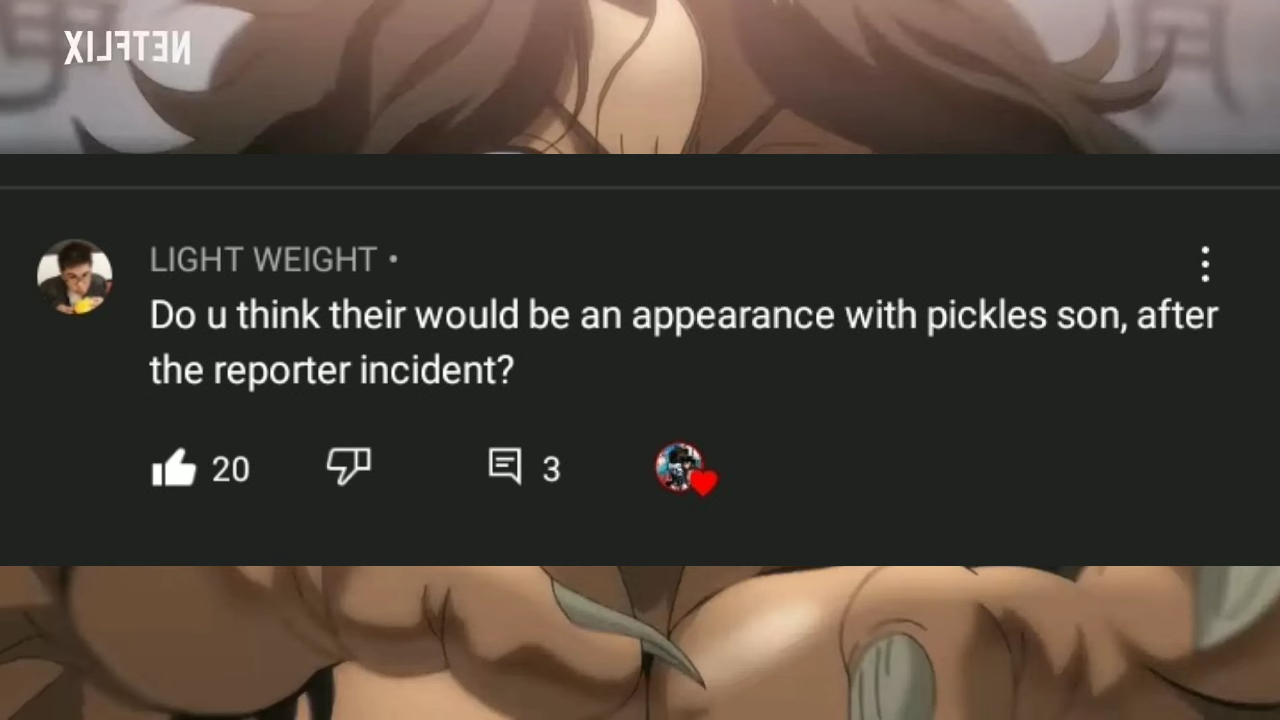 NETFLIX
LIGHT WEIGHT •
Do u think their would be an appearance with pickles son, after
the reporter incident?
20
3